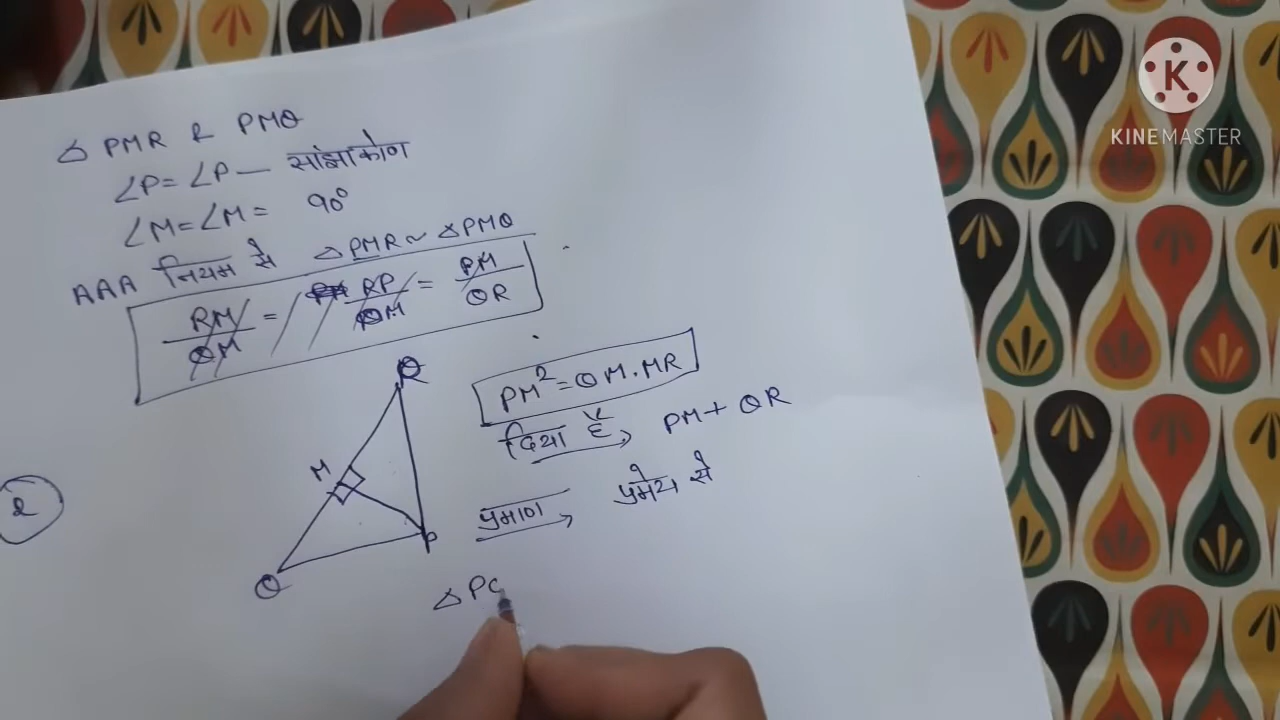 △ PMR & PMQ
∠P = ∠P — सांझाकोण
∠M = ∠M = 90°
AAA नियम से △PMR ~ △PMQ
RM/QM = RP/QM = PM/QR
PM² = QM.MR
दिया है → PM + QR
प्रमाण → प्रमेय से
2
R
M
P
Q
△ PQ
KINEMASTER